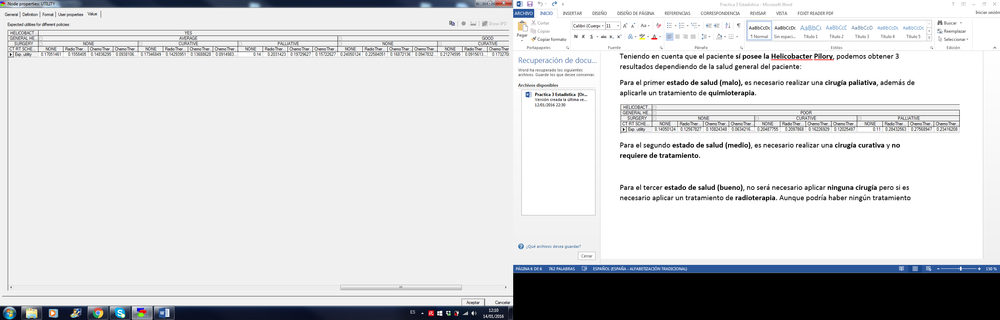 Node properties: UTILITY
General Definition Format User properties Value
Expected utilities for different policies:
Show JPD
HELICOBACT... YES
GENERAL HE... AVERAGE GOOD
SURGERY NONE CURATIVE PALLIATIVE NONE CURATIVE
CT RT SCHE... NONE RadioTher... ChemoTher... ChemoTher... NONE RadioTher... ChemoTher... ChemoTher... NONE RadioTher... ChemoTher... ChemoTher... NONE RadioTher... ChemoTher... ChemoTher... NONE RadioTher... ChemoTher
Exp. utility 0.17051461 0.1558405 0.14836295 0.0938106... 0.17346849 0.14293951 0.13688628 0.0914983... 0.14 0.2031423 0.19729627 0.15722627 0.24050124 0.22584051 0.16872136 0.0947832... 0.21274595 0.0915613... 0.173270
Aceptar Cancelar
ES
12:10
14/01/2016
Practica 3 Estadistica - Microsoft Word
ARCHIVO INICIO INSERTAR DISEÑO DISEÑO DE PÁGINA REFERENCIAS CORRESPONDENCIA REVISAR VISTA FOXIT READER PDF Iniciar sesión
Pegar
Cortar
Copiar
Copiar formato
Portapapeles
Calibri (Cuerpo 11
N K S abc x₂ x²
Fuente
Párrafo
AaBbCcDc AaBbCcDc AaBbCc AaBbCcE AaBbCcD AaBbCcDc AaBbCcDc
¶ Normal Sin espaci... Título 1 Título 2 Título 3 Título 4 Título 5
Estilos
Buscar
Reemplazar
Seleccionar
Edición
Recuperación de docu...
Word ha recuperado los siguientes
archivos. Guarde los que desee conservar.
Archivos disponibles
Practica 3 Estadistica [Or...
Versión creada la última ve...
12/01/2016 22:30
¿Qué archivos desea guardar?
Cerrar
Teniendo en cuenta que el paciente sí posee la Helicobacter Pilory, podemos obtener 3
resultados dependiendo de la salud general del paciente:
Para el primer estado de salud (malo), es necesario realizar una cirugía paliativa, además de
aplicarle un tratamiento de quimioterapia.
HELICOBACT...
GENERAL HE... POOR
SURGERY NONE CURATIVE PALLIATIVE
CT RT SCHE... NONE RadioTher... ChemoTher... ChemoTher... NONE RadioTher... ChemoTher... ChemoTher... NONE RadioTher... ChemoTher... ChemoTher...
Exp. utility 0.14050124 0.12567827 0.10824348 0.0634216... 0.20487755 0.2097868 0.16226929 0.12025497 0.11 0.28432563 0.27568947 0.23416208
Para el segundo estado de salud (medio), es necesario realizar una cirugía curativa y no
requiere de tratamiento.
Para el tercer estado de salud (bueno), no será necesario aplicar ninguna cirugía pero si es
necesario aplicar un tratamiento de radioterapia. Aunque podría haber ningún tratamiento
PÁGINA 6 DE 6 762 PALABRAS ESPAÑOL (ESPAÑA - ALFABETIZACIÓN TRADICIONAL) 150 %